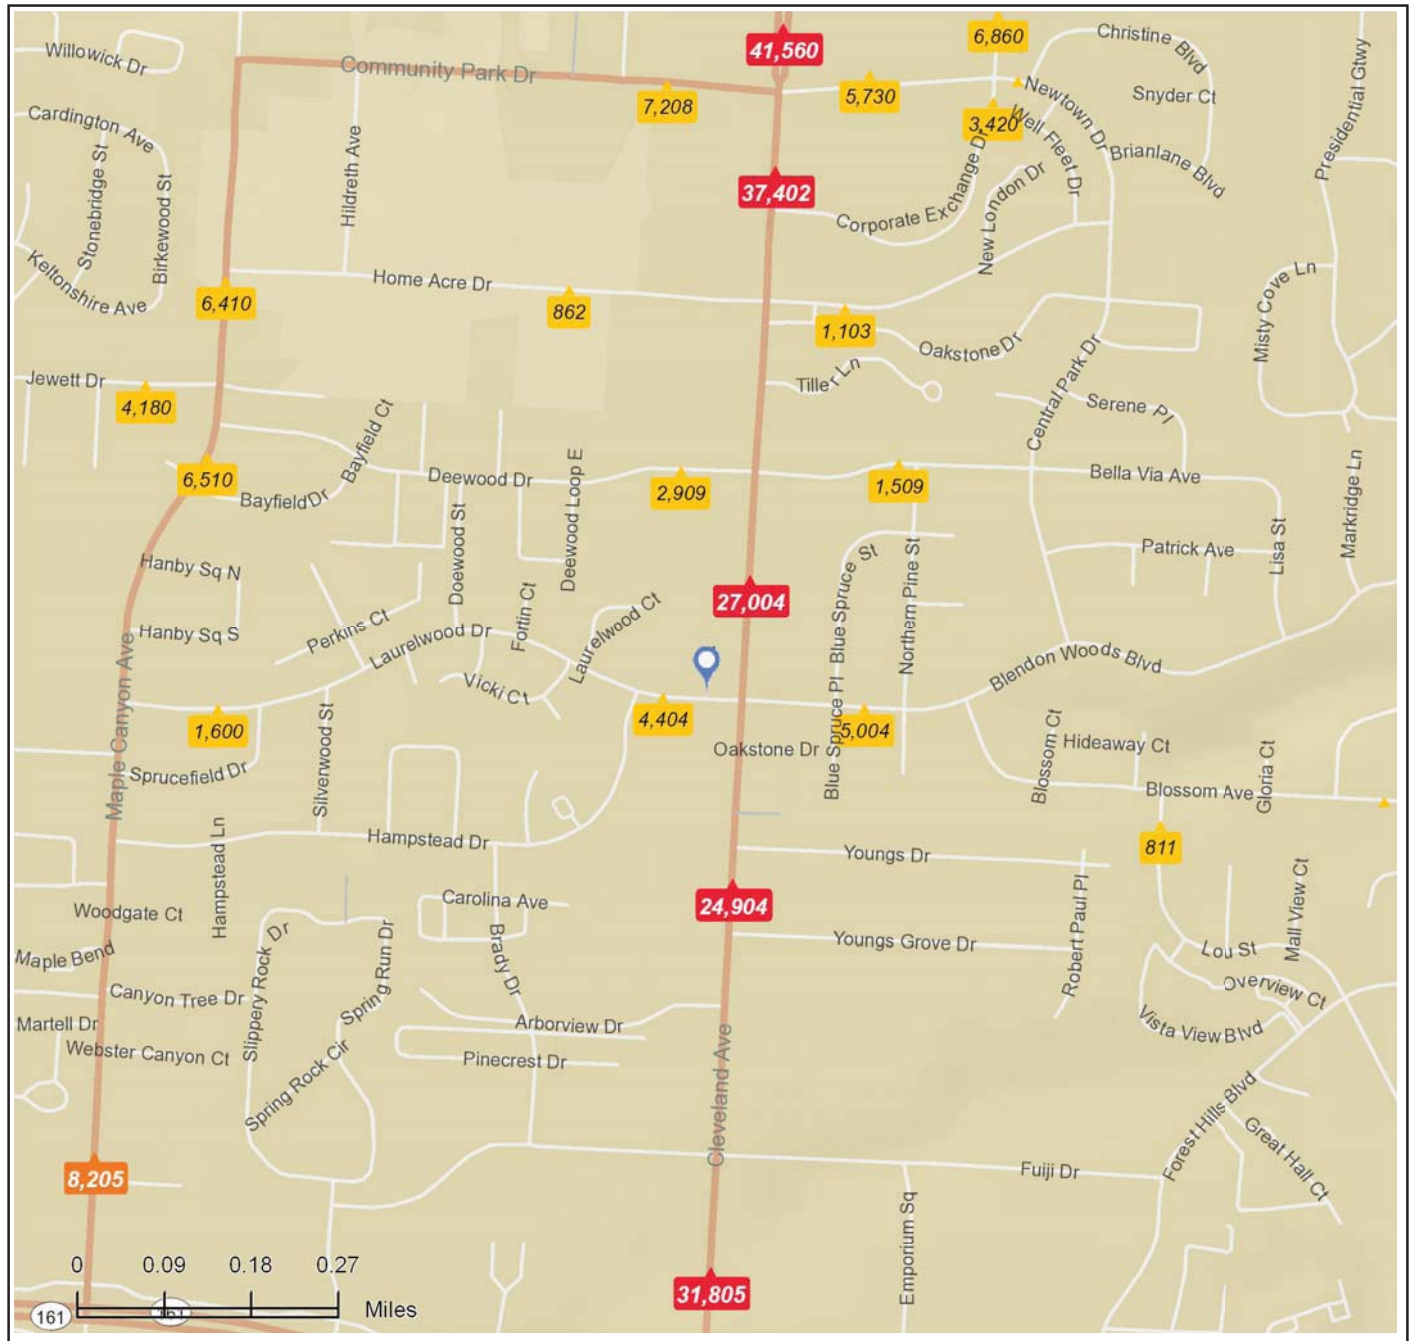 41,560
6,860
Christine Blvd
Willowick Dr
Community Park Dr
7,208
5,730
Newtown Dr
Snyder Ct
Presidential Gtwy
Cardington Ave
3,420
Well Fleet Dr
Brianlane Blvd
Stonebridge St
Birkewood St
Hildreth Ave
37,402
Corporate Exchange Dr
New London Dr
Keltonshire Ave
6,410
Home Acre Dr
862
1,103
Oakstone Dr
Misty Cove Ln
Jewett Dr
4,180
Tiller Ln
Central Park Dr
Serene Pl
Bayfield Ct
6,510
Bayfield Dr
Deewood Dr
Deewood Loop E
2,909
1,509
Bella Via Ave
Markridge Ln
Doewood St
Hanby Sq N
Patrick Ave
Lisa St
Fortin Ct
27,004
Blue Spruce St
Northern Pine St
Hanby Sq S
Perkins Ct
Laurelwood Dr
Laurelwood Ct
Blendon Woods Blvd
Maple Canyon Ave
Vicki Ct
1,600
Silverwood St
4,404
Oakstone Dr
Blue Spruce Pl
5,004
Blossom Ct
Hideaway Ct
Gloria Ct
Sprucefield Dr
Blossom Ave
Hampstead Ln
Hampstead Dr
Youngs Dr
811
24,904
Woodgate Ct
Carolina Ave
Robert Paul Pl
Mall View Ct
Maple Bend
Slippery Rock Dr
Spring Run Dr
Brady Dr
Youngs Grove Dr
Lou St
Canyon Tree Dr
Overview Ct
Martell Dr
Arborview Dr
Vista View Blvd
Webster Canyon Ct
Spring Rock Cir
Pinecrest Dr
Cleveland Ave
Forest Hills Blvd
Great Hall Ct
8,205
Fuiji Dr
Emporium Sq
31,805
0 0.09 0.18 0.27
Miles
161
161